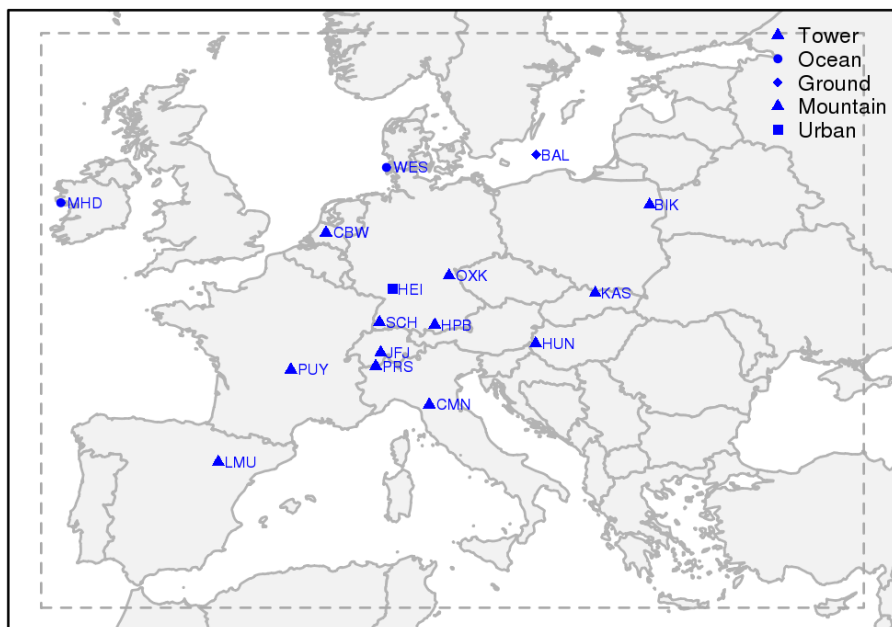 Tower
Ocean
Ground
Mountain
Urban
BAL
WES
MHD
BIK
CBW
OXK
HEI
KAS
SCH
HPB
HUN
JFJ
PRS
PUY
CMN
LMU